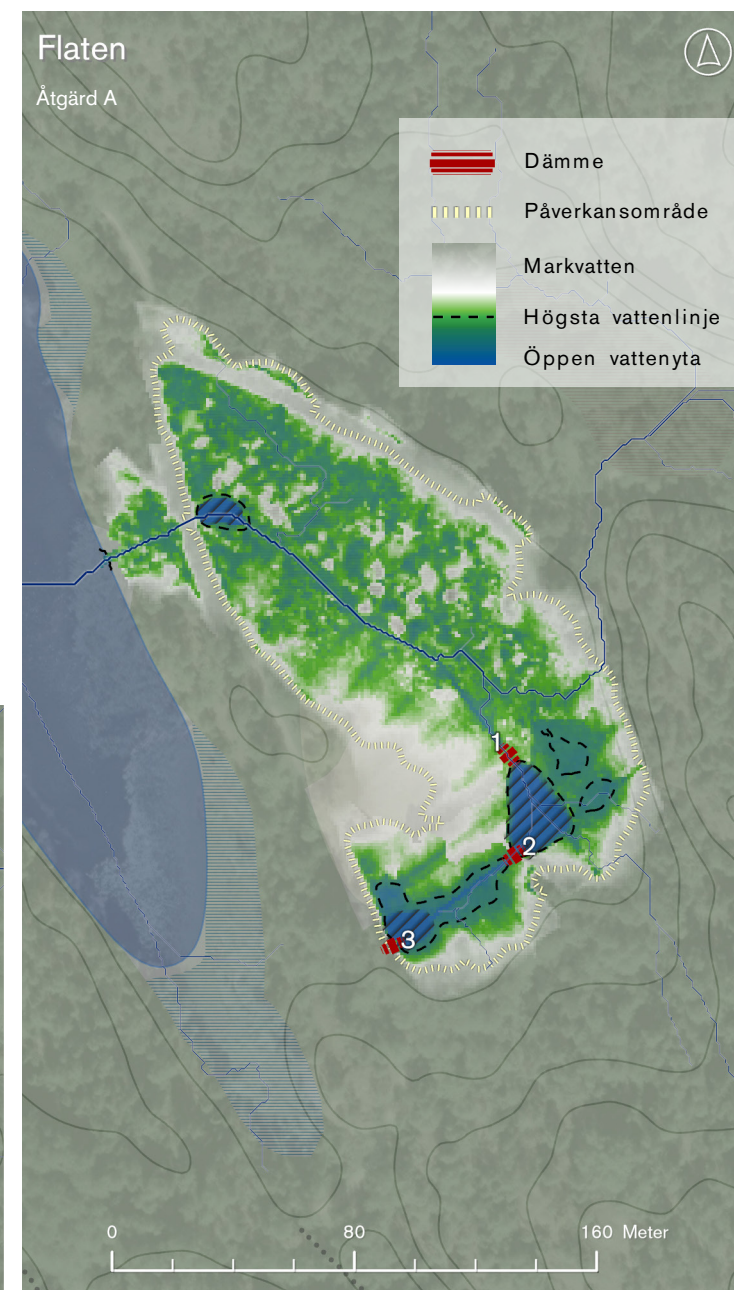 Flaten
Åtgärd A
Dämme
Påverkansområde
Markvatten
Högsta vattenlinje
Öppen vattenyta
1
2
3
0 80 160 Meter